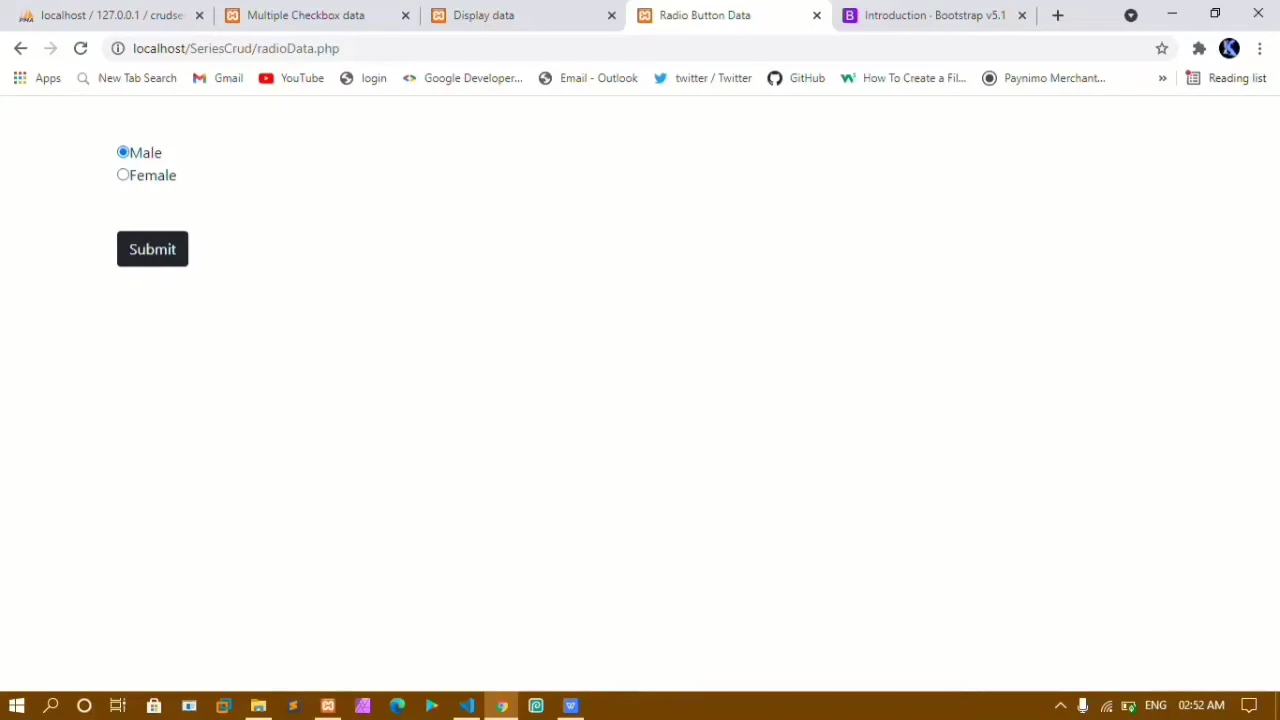 localhost / 127.0.0.1 / crudse
Multiple Checkbox data
Display data
Radio Button Data
Introduction · Bootstrap v5.1
localhost/SeriesCrud/radioData.php
Apps
New Tab Search
Gmail
YouTube
login
Google Developer...
Email - Outlook
twitter / Twitter
GitHub
How To Create a Fil...
Paynimo Merchant...
»
Reading list
Male
Female
Submit
ENG
02:52 AM